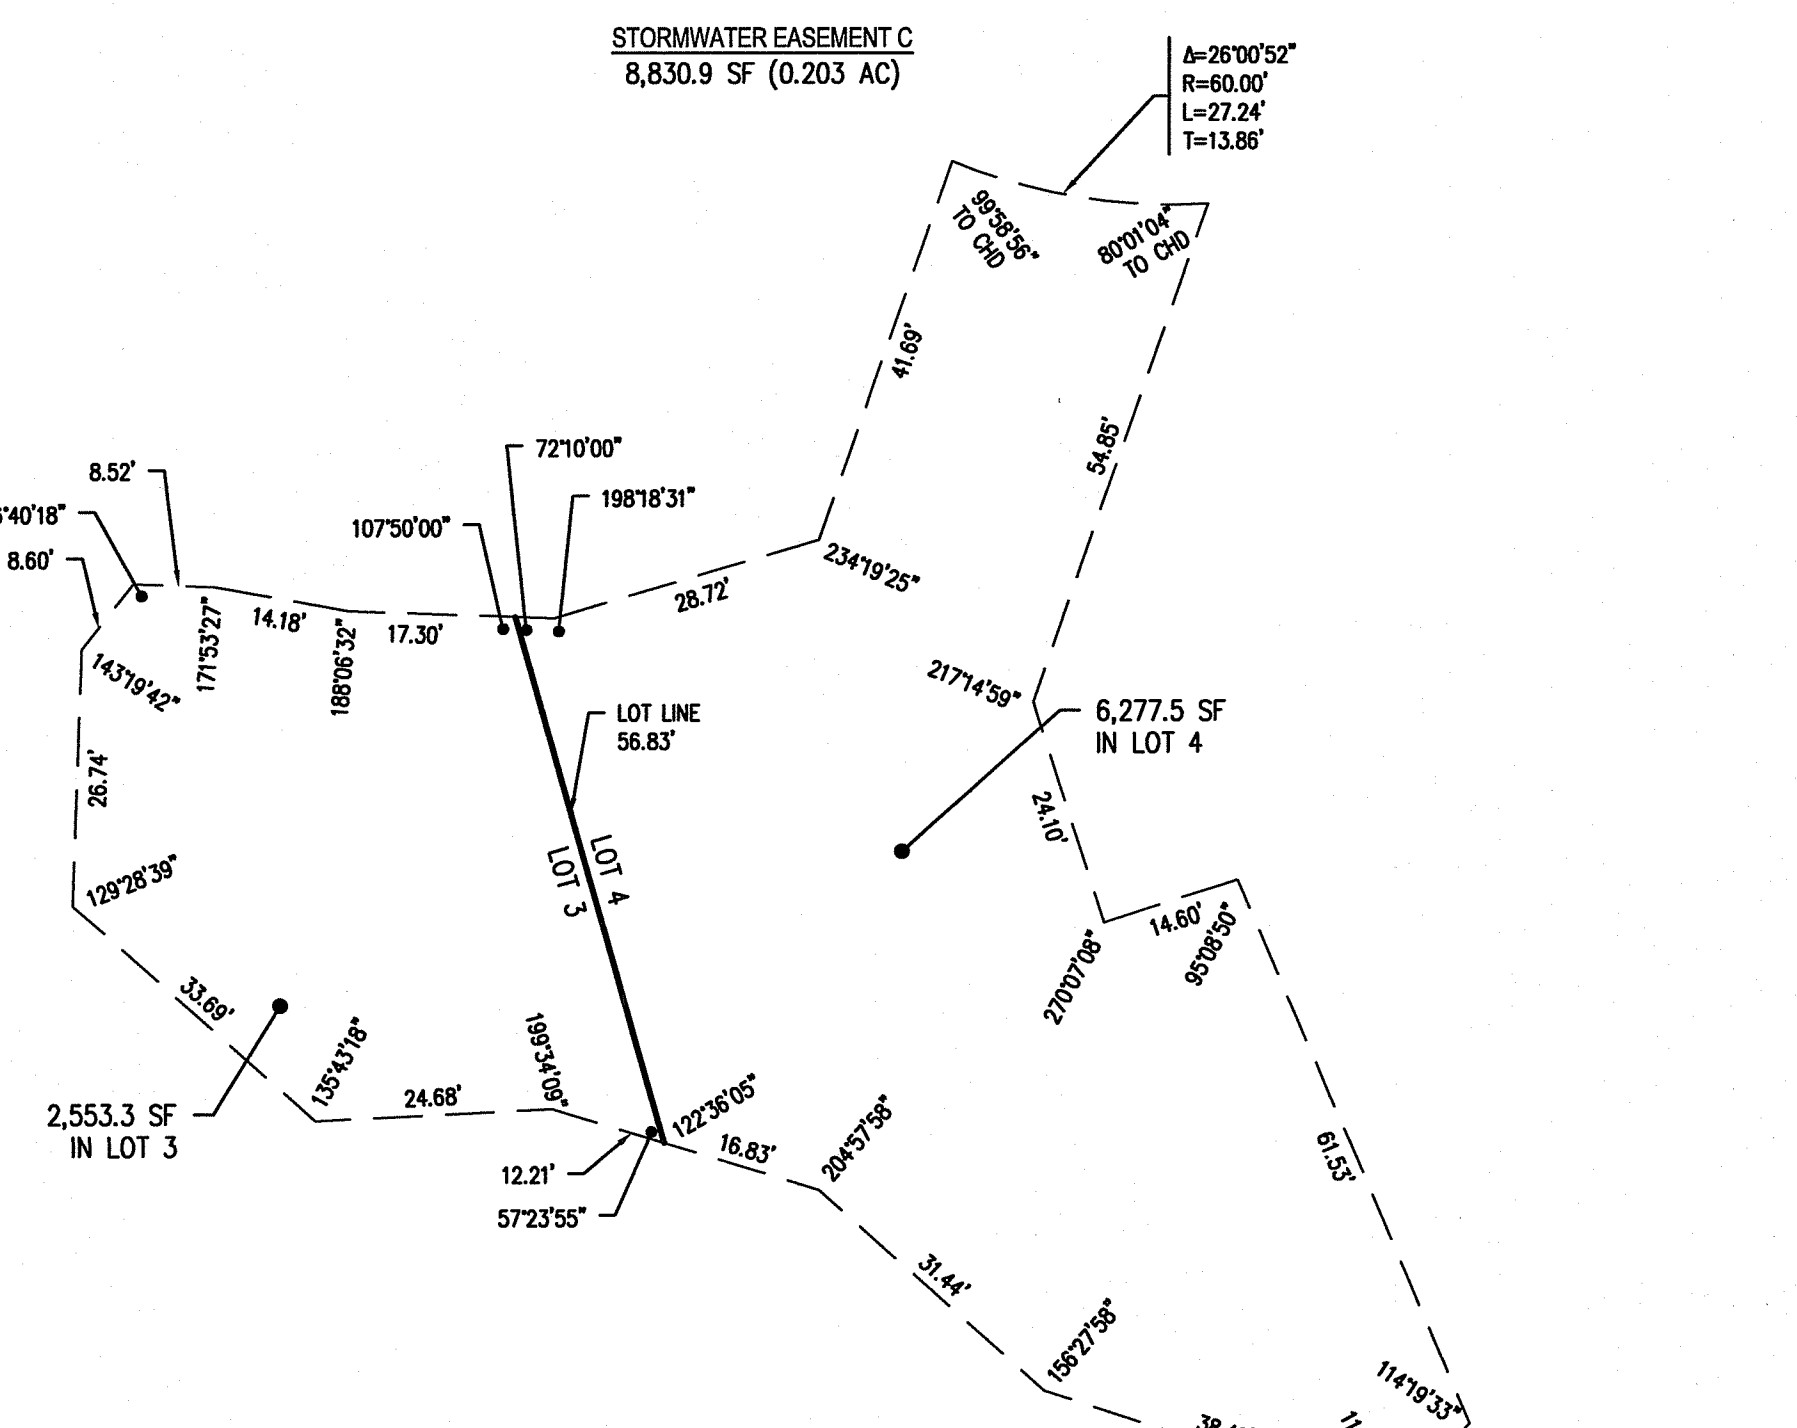 STORMWATER EASEMENT C
8,830.9 SF (0.203 AC)
Δ=26°00'52"
R=60.00'
L=27.24'
T=13.86'
99°58'56"
TO CHD
80°01'04"
TO CHD
41.69'
54.85'
72°10'00"
8.52'
198°18'31"
40'18"
107°50'00"
8.60'
234°19'25"
28.72'
14.18'
17.30'
171°53'27"
188°06'32"
143°19'42"
217°14'59"
LOT LINE
56.83'
6,277.5 SF
IN LOT 4
26.74'
24.10'
LOT 4
LOT 3
129°28'39"
14.60'
95°08'50"
270°07'08"
33.69'
135°43'18"
199°34'09"
24.68'
2,553.3 SF
IN LOT 3
122°36'05"
16.83'
204°57'58"
12.21'
57°23'55"
61.53'
31.44'
156°27'58"
114°19'33"